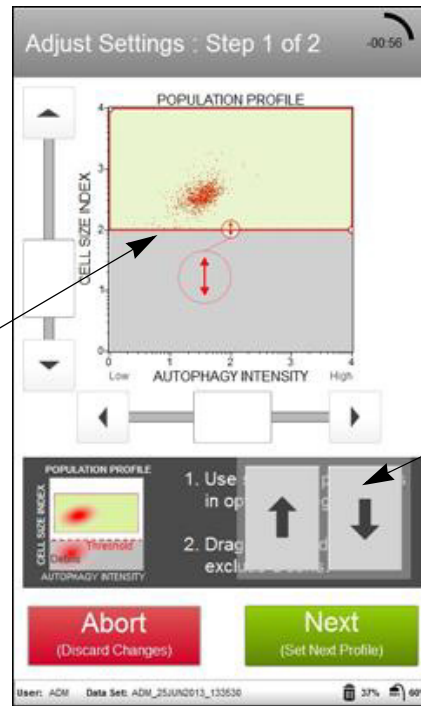 Adjust Settings : Step 1 of 2
-00:56
POPULATION PROFILE
CELL SIZE INDEX
4
3
2
1
0
0 1 2 3 4
Low AUTOPHAGY INTENSITY High
POPULATION PROFILE
CELL SIZE INDEX
Threshold
Debris
AUTOPHAGY INTENSITY
1. Use
in
2. Drag
Abort
(Discard Changes)
Next
(Set Next Profile)
User: ADM Data Set: ADM_25JUN2013_133530 37% 60%